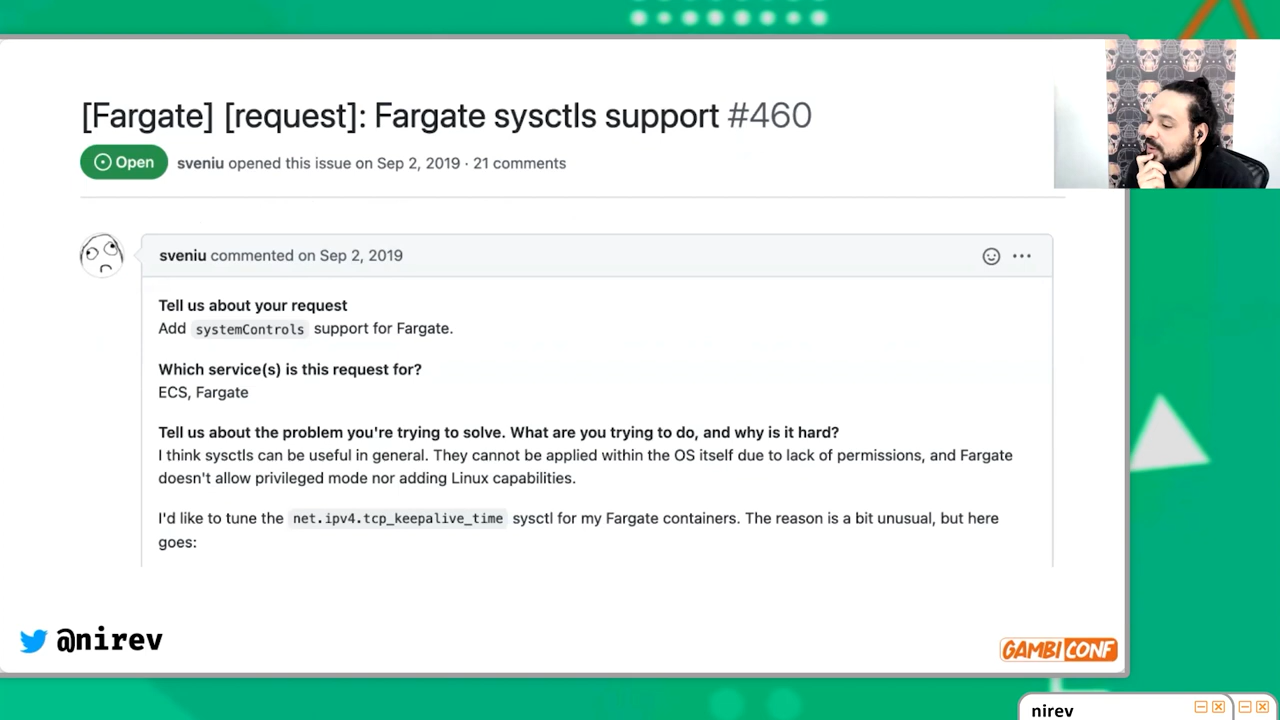 [Fargate] [request]: Fargate sysctls support #460
Open
sveniu opened this issue on Sep 2, 2019 · 21 comments
sveniu commented on Sep 2, 2019
Tell us about your request
Add systemControls support for Fargate.
Which service(s) is this request for?
ECS, Fargate
Tell us about the problem you're trying to solve. What are you trying to do, and why is it hard?
I think sysctls can be useful in general. They cannot be applied within the OS itself due to lack of permissions, and Fargate
doesn't allow privileged mode nor adding Linux capabilities.
I'd like to tune the net.ipv4.tcp_keepalive_time sysctl for my Fargate containers. The reason is a bit unusual, but here
goes:
@nirev
GAMBICONF
nirev